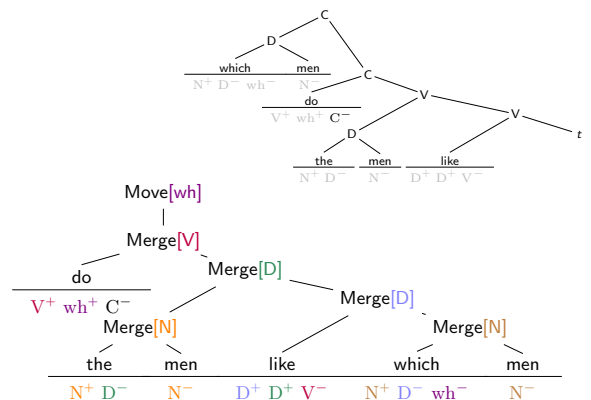 C
D
which men
N⁺ D⁻ wh⁻ N⁻
C
do
V⁺ wh⁺ C⁻
V
D
V
t
the men like
N⁺ D⁻ N⁻ D⁺ D⁺ V⁻
Move[wh]
Merge[V]
do
V⁺ wh⁺ C⁻
Merge[D]
Merge[D]
Merge[N] Merge[N]
the men like which men
N⁺ D⁻ N⁻ D⁺ D⁺ V⁻ N⁺ D⁻ wh⁻ N⁻